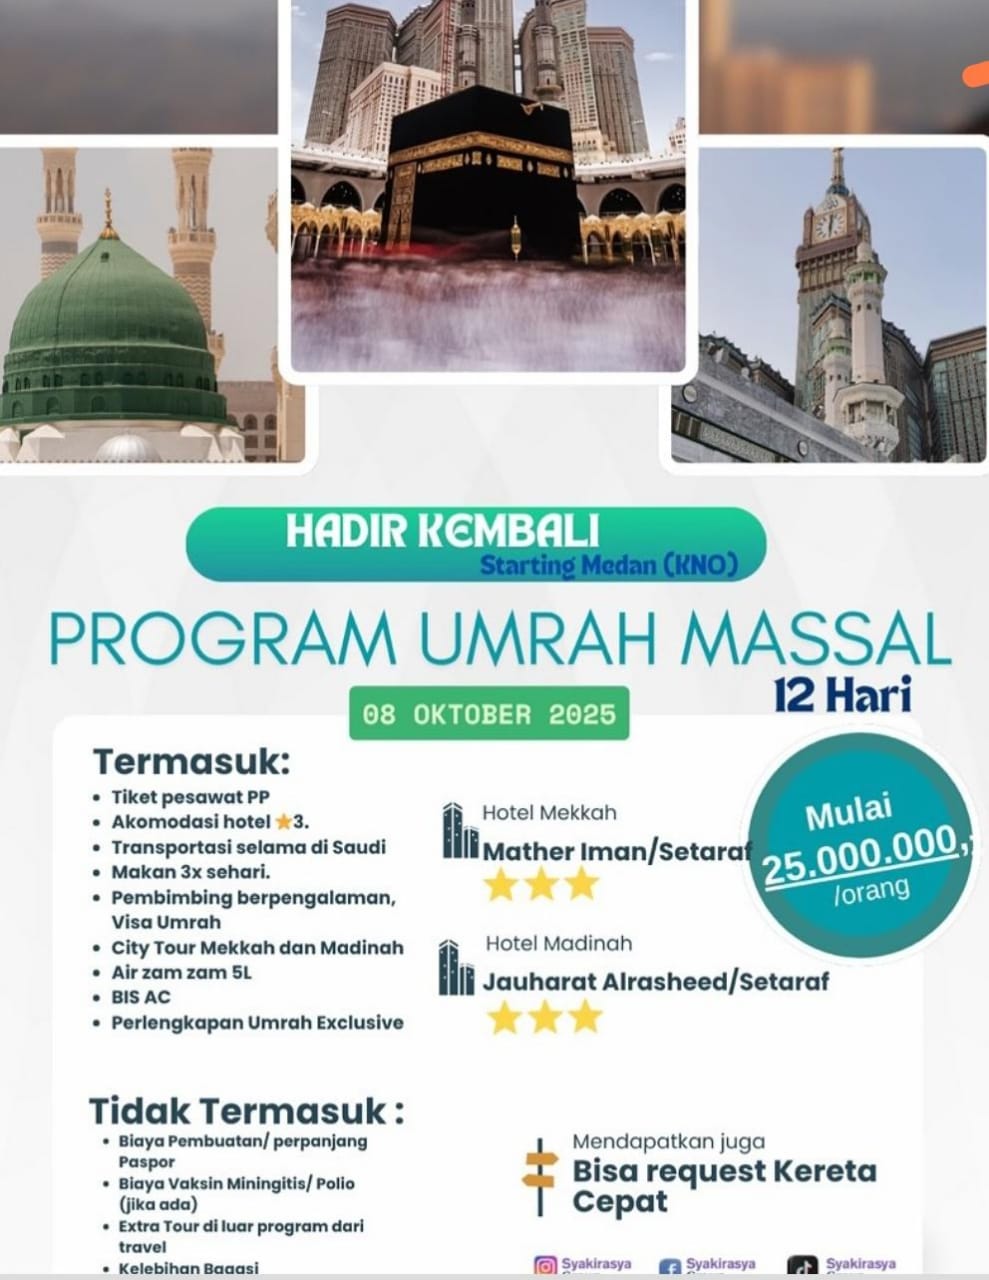 HADIR KEMBALI
Starting Medan (KNO)
PROGRAM UMRAH MASSAL
12 Hari
08 OKTOBER 2025
Termasuk:
• Tiket pesawat PP
• Akomodasi hotel ⭐3.
• Transportasi selama di Saudi
• Makan 3x sehari.
• Pembimbing berpengalaman,
Visa Umrah
• City Tour Mekkah dan Madinah
• Air zam zam 5L
• BIS AC
• Perlengkapan Umrah Exclusive
Hotel Mekkah
Mather Iman/Setaraf
Hotel Madinah
Jauharat Alrasheed/Setaraf
Mulai
25.000.000,-
/orang
Tidak Termasuk :
• Biaya Pembuatan/ perpanjang
Paspor
• Biaya Vaksin Miningitis/ Polio
(jika ada)
• Extra Tour di luar program dari
travel
• Kelebihan Bagasi
Mendapatkan juga
Bisa request Kereta
Cepat
Syakirasya
Syakirasya
Syakirasya